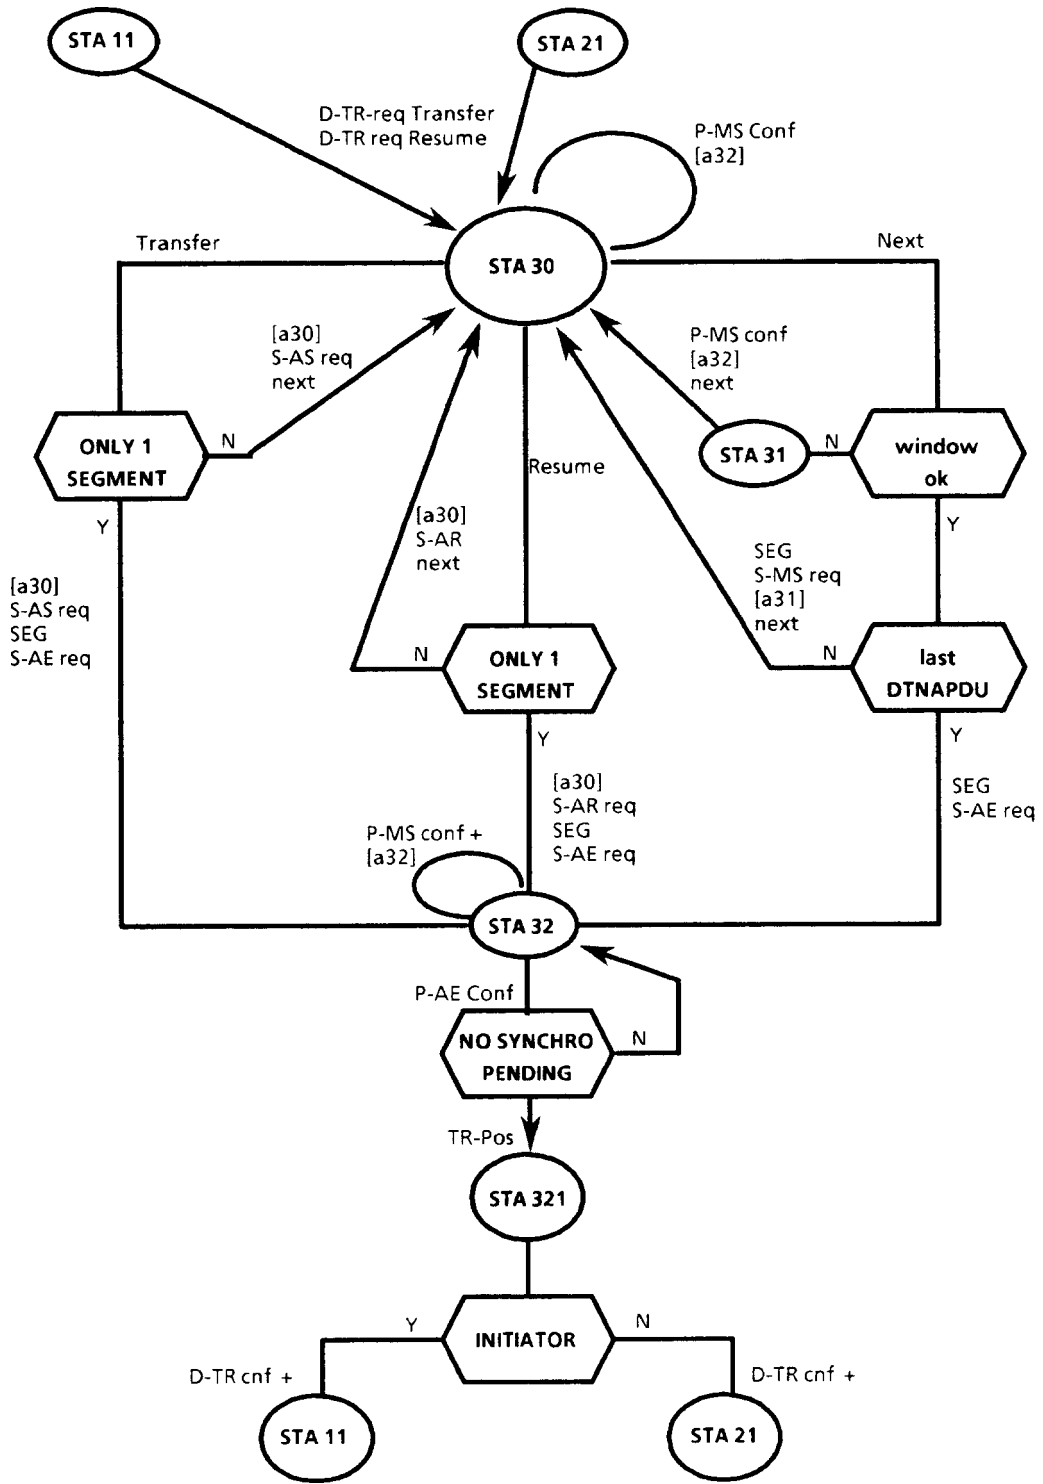 STA 11
STA 21
D-TR-req Transfer
D-TR req Resume
P-MS Conf
[a32]
Transfer
STA 30
Next
[a30]
S-AS req
next
P-MS conf
[a32]
next
ONLY 1
SEGMENT
N
Resume
STA 31
N
window
ok
Y
[a30]
S-AR
next
Y
SEG
S-MS req
[a31]
next
[a30]
S-AS req
SEG
S-AE req
N
ONLY 1
SEGMENT
N
last
DTNAPDU
Y
Y
[a30]
S-AR req
SEG
S-AE req
SEG
S-AE req
P-MS conf +
[a32]
STA 32
P-AE Conf
NO SYNCHRO
PENDING
N
TR-Pos
STA 321
Y
INITIATOR
N
D-TR cnf +
D-TR cnf +
STA 11
STA 21